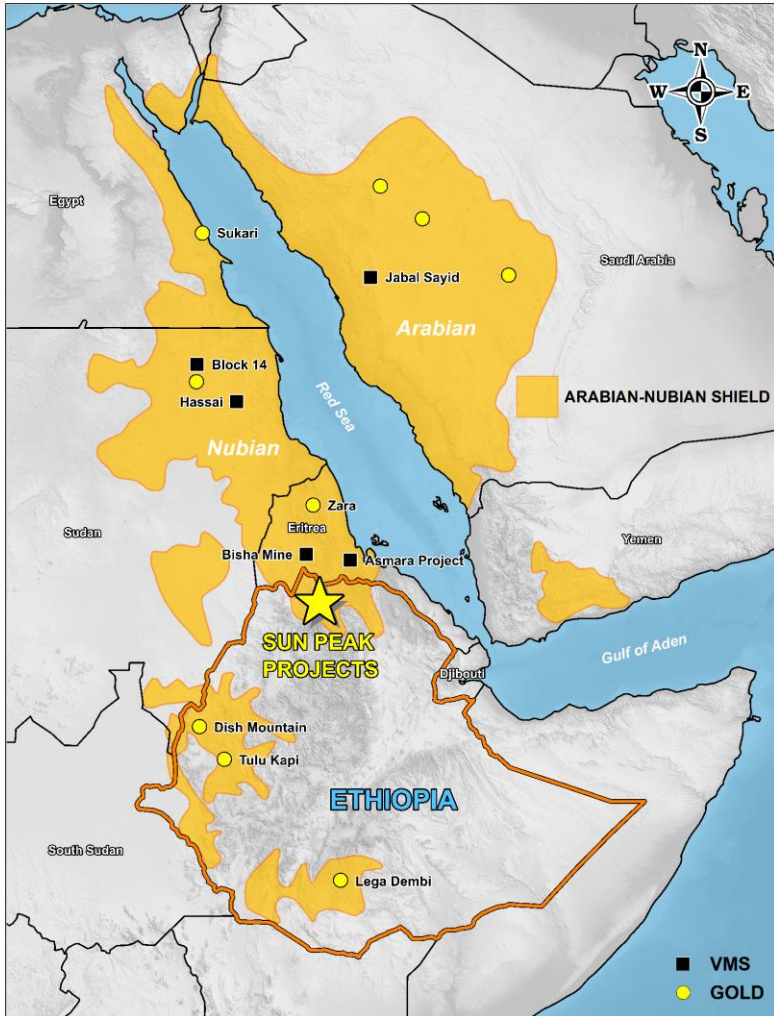 N
W
E
S
Egypt
Sukari
Saudi Arabia
Jabal Sayid
Arabian
Block 14
Red Sea
ARABIAN-NUBIAN SHIELD
Hassai
Nubian
Zara
Eritrea
Sudan
Yemen
Bisha Mine
Asmara Project
SUN PEAK
PROJECTS
Gulf of Aden
Djibouti
Dish Mountain
Tulu Kapi
ETHIOPIA
South Sudan
Lega Dembi
VMS
GOLD